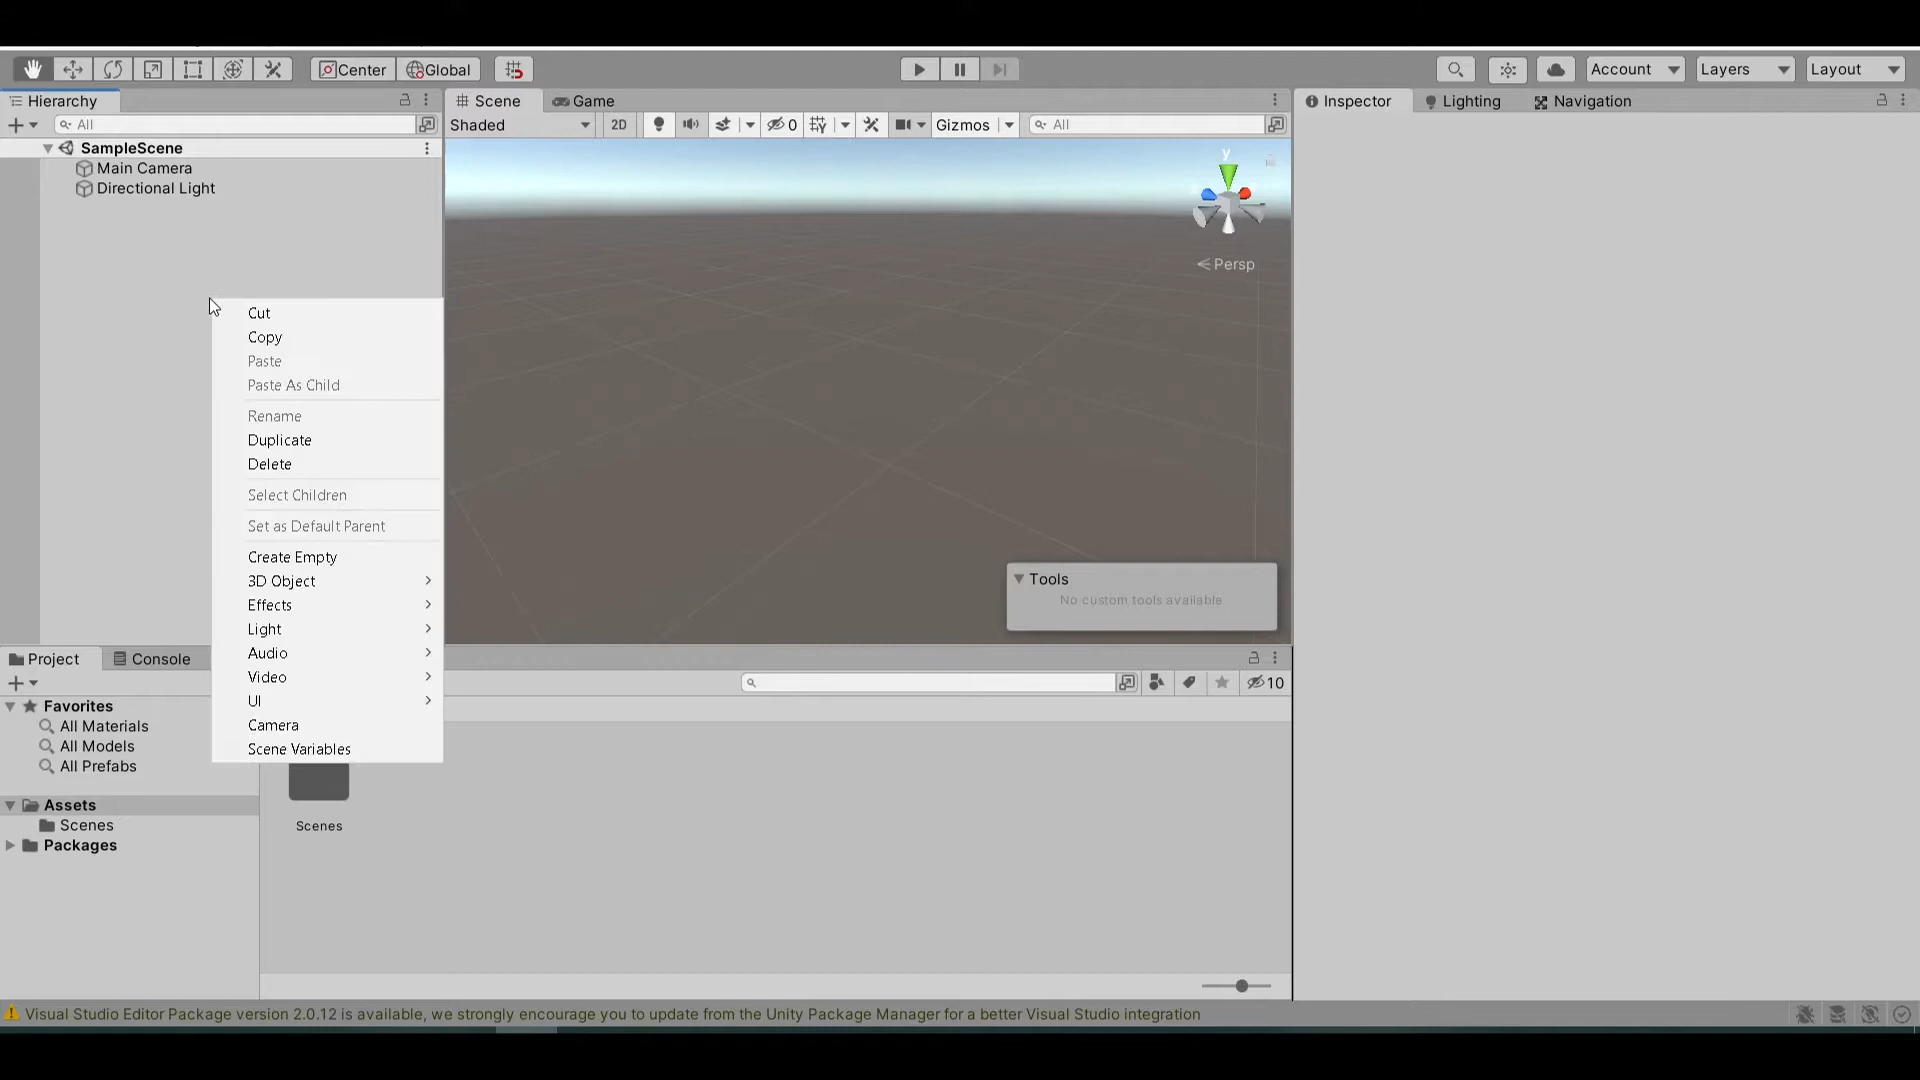 Center Global Account Layers Layout
Hierarchy
All
SampleScene
Main Camera
Directional Light
Cut
Copy
Paste
Paste As Child
Rename
Duplicate
Delete
Select Children
Set as Default Parent
Create Empty
3D Object
Effects
Light
Audio
Video
UI
Camera
Scene Variables
Scene Game
Shaded 2D 0 Gizmos All
y
Persp
Tools
No custom tools available
Inspector Lighting Navigation
Project Console
10
Favorites
All Materials
All Models
All Prefabs
Assets
Scenes
Packages
Scenes
Visual Studio Editor Package version 2.0.12 is available, we strongly encourage you to update from the Unity Package Manager for a better Visual Studio integration